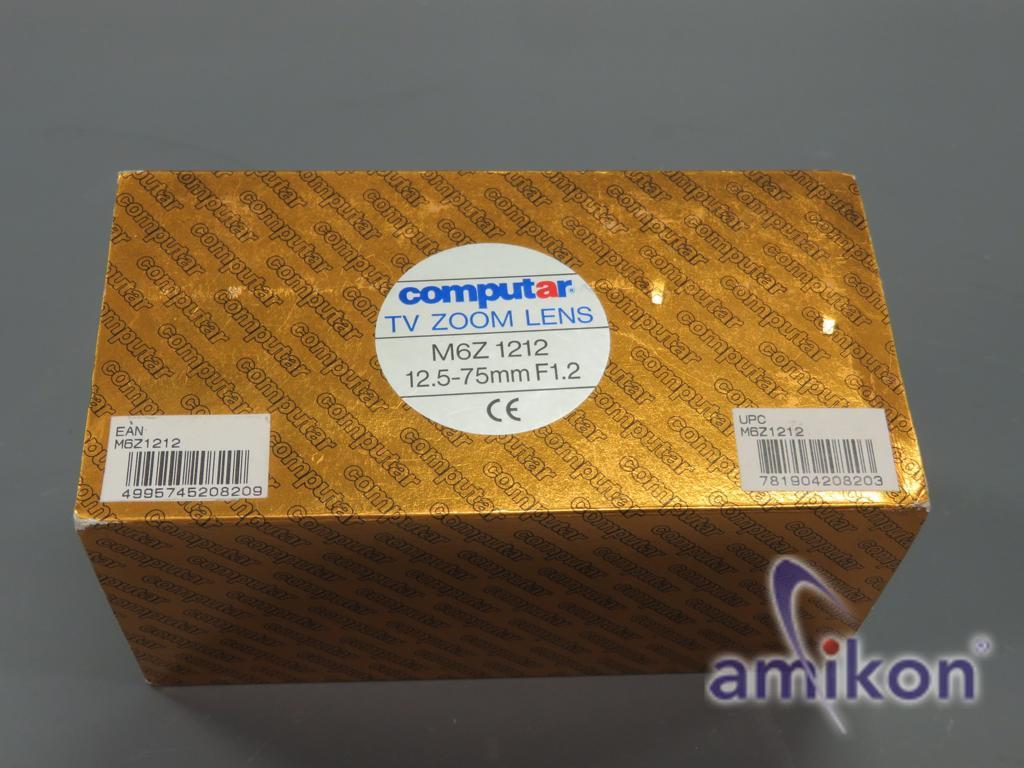 computar
TV ZOOM LENS
M6Z 1212
12.5-75mm F1.2
CE
EAN
M6Z1212
4995745208209
UPC
M6Z1212
781904208203
amikon®